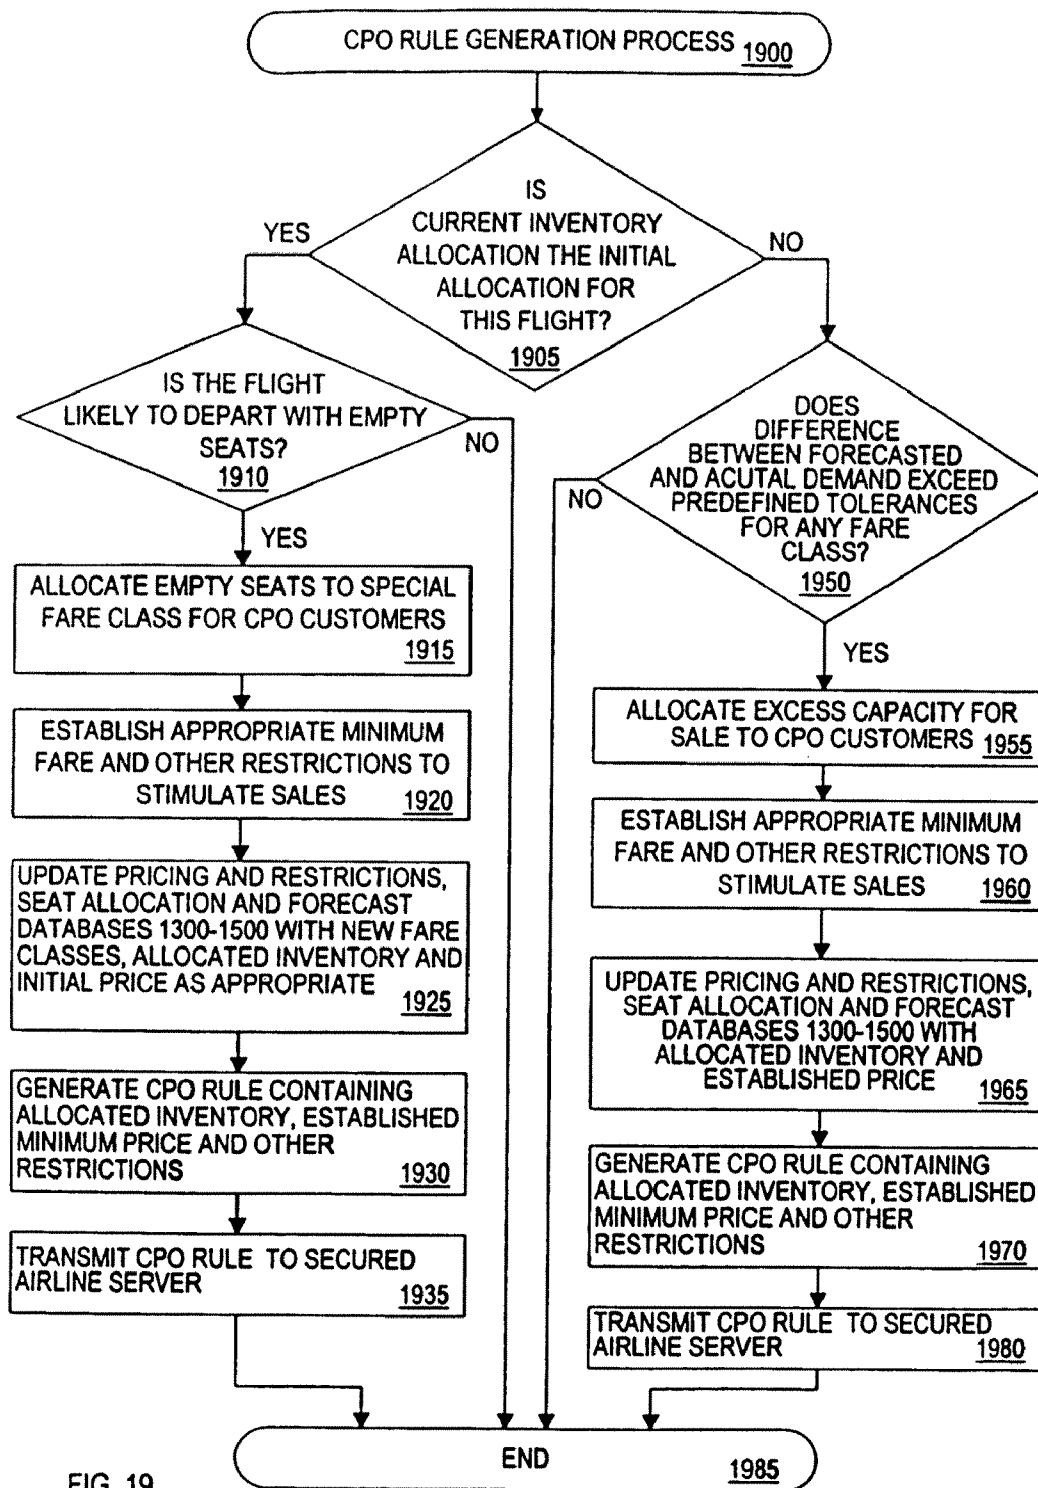 CPO RULE GENERATION PROCESS 1900
IS
CURRENT INVENTORY
ALLOCATION THE INITIAL
ALLOCATION FOR
THIS FLIGHT?
1905
YES
NO
IS THE FLIGHT
LIKELY TO DEPART WITH EMPTY
SEATS?
1910
NO
YES
ALLOCATE EMPTY SEATS TO SPECIAL
FARE CLASS FOR CPO CUSTOMERS
1915
ESTABLISH APPROPRIATE MINIMUM
FARE AND OTHER RESTRICTIONS TO
STIMULATE SALES 1920
UPDATE PRICING AND RESTRICTIONS,
SEAT ALLOCATION AND FORECAST
DATABASES 1300-1500 WITH NEW FARE
CLASSES, ALLOCATED INVENTORY AND
INITIAL PRICE AS APPROPRIATE
1925
GENERATE CPO RULE CONTAINING
ALLOCATED INVENTORY, ESTABLISHED
MINIMUM PRICE AND OTHER
RESTRICTIONS 1930
TRANSMIT CPO RULE TO SECURED
AIRLINE SERVER 1935
DOES
DIFFERENCE
BETWEEN FORECASTED
AND ACUTAL DEMAND EXCEED
PREDEFINED TOLERANCES
FOR ANY FARE
CLASS?
1950
NO
YES
ALLOCATE EXCESS CAPACITY FOR
SALE TO CPO CUSTOMERS 1955
ESTABLISH APPROPRIATE MINIMUM
FARE AND OTHER RESTRICTIONS TO
STIMULATE SALES 1960
UPDATE PRICING AND RESTRICTIONS,
SEAT ALLOCATION AND FORECAST
DATABASES 1300-1500 WITH
ALLOCATED INVENTORY AND
ESTABLISHED PRICE 1965
GENERATE CPO RULE CONTAINING
ALLOCATED INVENTORY, ESTABLISHED
MINIMUM PRICE AND OTHER
RESTRICTIONS 1970
TRANSMIT CPO RULE TO SECURED
AIRLINE SERVER 1980
END 1985
FIG. 19